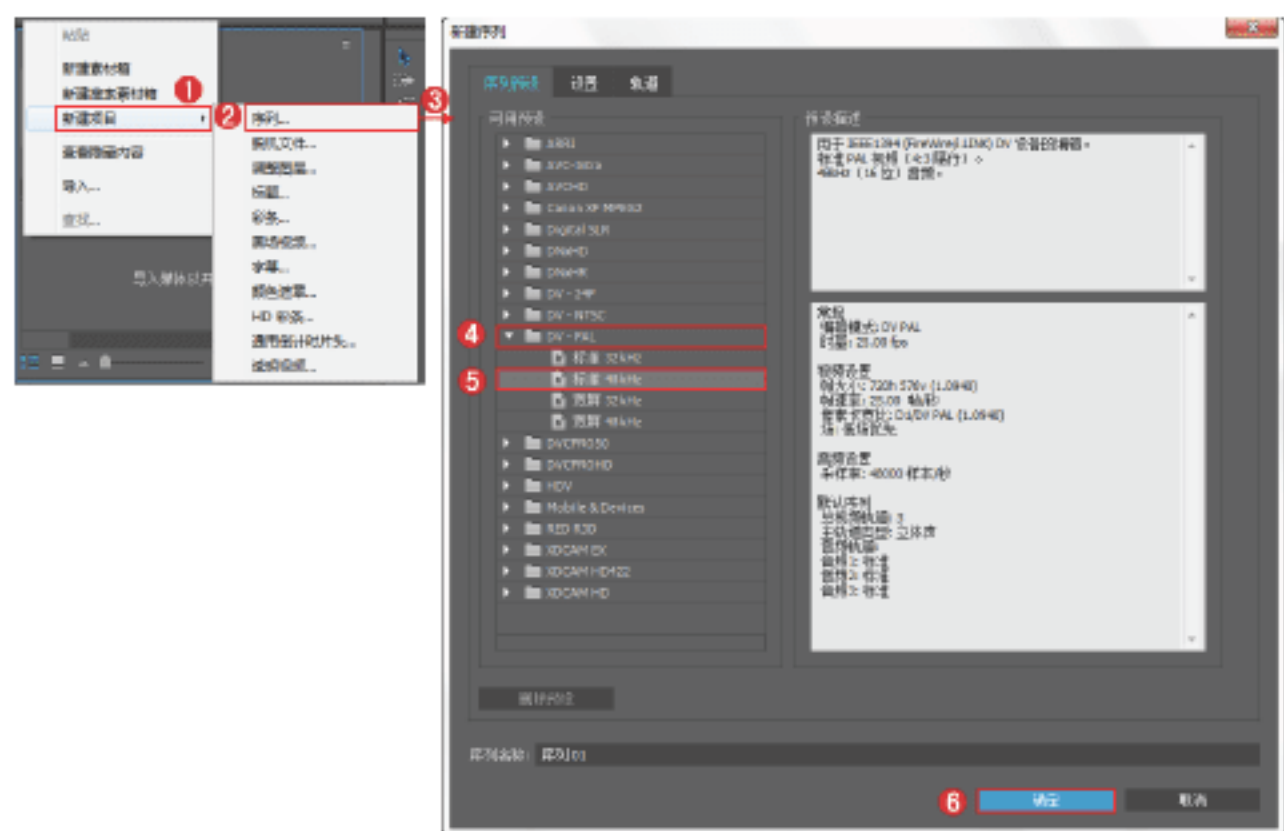 粘贴
新建素材箱
新建搜索素材箱
新建项目
查看隐藏内容
导入...
查找...
1
2
3
序列...
脱机文件...
调整图层...
标题...
彩条...
黑场视频...
字幕...
颜色遮罩...
HD 彩条...
通用倒计时片头...
透明视频...
新建序列
序列预设 设置 轨道
可用预设
ARRI
AVC-Intra
AVCHD
Canon XF MPEG2
Digital SLR
DNxHD
DNxHR
DV - 24P
DV - NTSC
4
DV - PAL
标准 32kHz
5
标准 48kHz
宽屏 32kHz
宽屏 48kHz
DVCPRO50
DVCPROHD
HDV
Mobile & Devices
RED R3D
XDCAM EX
XDCAM HD422
XDCAM HD
删除预设
预设描述
用于 IEEE1394 (FireWire/i.LINK) DV 设备的编辑。
标准 PAL 视频（4:3 隔行）。
48kHz（16 位）音频。
常规
编辑模式: DV PAL
时基: 25.00 fps
视频设置
帧大小: 720h 576v (1.0940)
帧速率: 25.00 帧/秒
像素长宽比: D1/DV PAL (1.0940)
场: 低场优先
音频设置
采样率: 48000 样本/秒
默认序列
总视频轨道: 3
主轨道类型: 立体声
音频轨道:
音频 1: 标准
音频 2: 标准
音频 3: 标准
序列名称: 序列 01
6
确定
取消